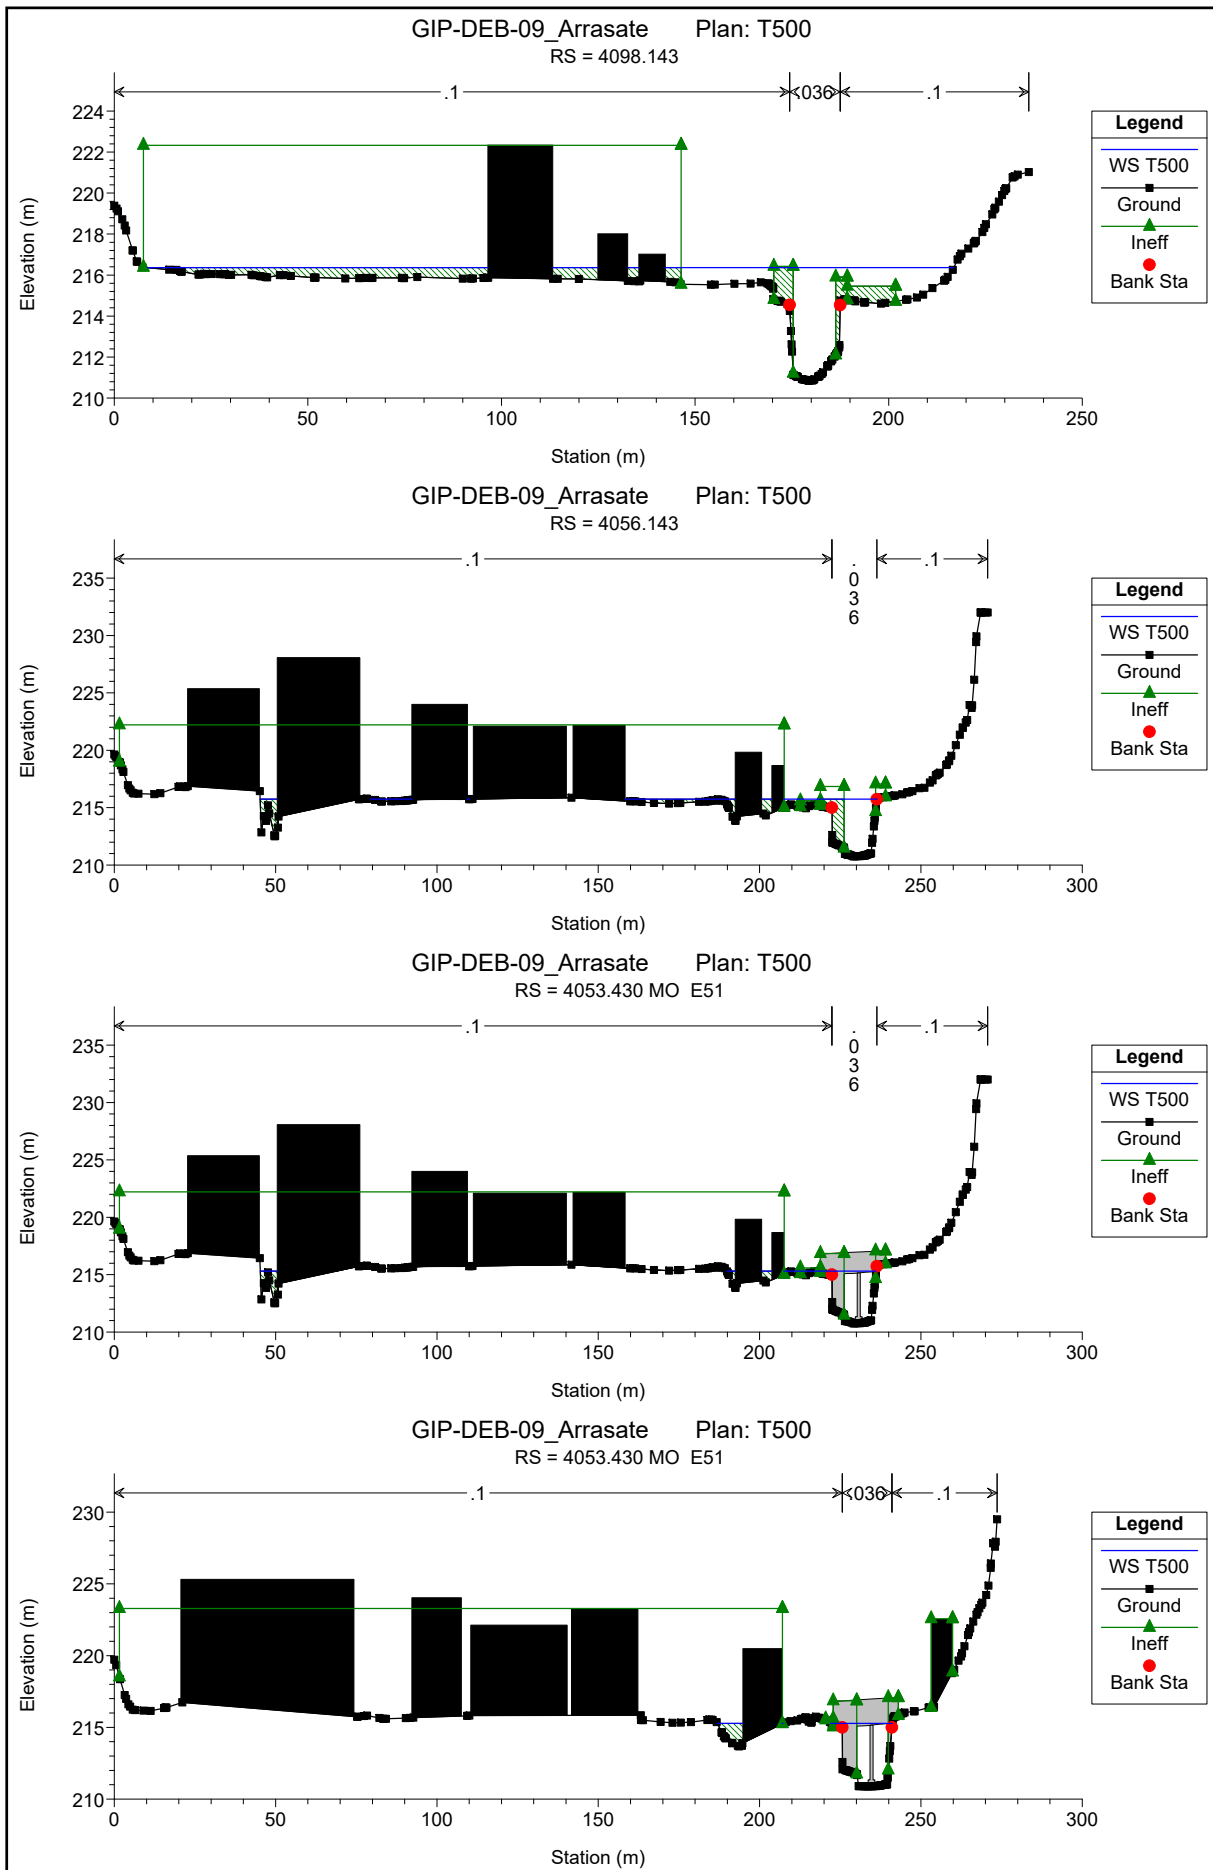 GIP-DEB-09_Arrasate Plan: T500
RS = 4098.143
.1
.036
.1
224
222
220
218
216
214
212
210
Elevation (m)
0
50
100
150
200
250
Station (m)
Legend
WS T500
Ground
Ineff
Bank Sta
GIP-DEB-09_Arrasate Plan: T500
RS = 4056.143
.1
.
0
3
6
.1
235
230
225
220
215
210
Elevation (m)
0
50
100
150
200
250
300
Station (m)
Legend
WS T500
Ground
Ineff
Bank Sta
GIP-DEB-09_Arrasate Plan: T500
RS = 4053.430 MO E51
.1
.
0
3
6
.1
235
230
225
220
215
210
Elevation (m)
0
50
100
150
200
250
300
Station (m)
Legend
WS T500
Ground
Ineff
Bank Sta
GIP-DEB-09_Arrasate Plan: T500
RS = 4053.430 MO E51
.1
.036
.1
230
225
220
215
210
Elevation (m)
0
50
100
150
200
250
300
Station (m)
Legend
WS T500
Ground
Ineff
Bank Sta